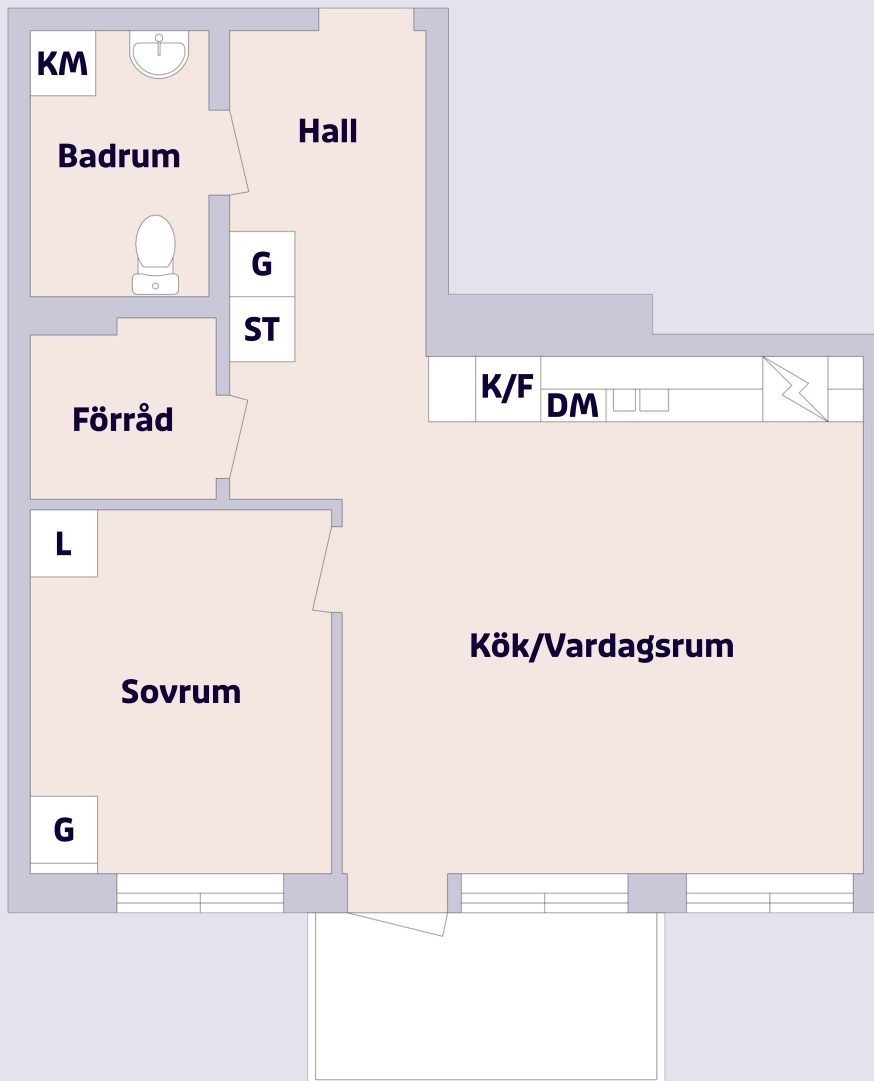 KM
Hall
Badrum
G
ST
K/F
DM
Förråd
L
Kök/Vardagsrum
Sovrum
G